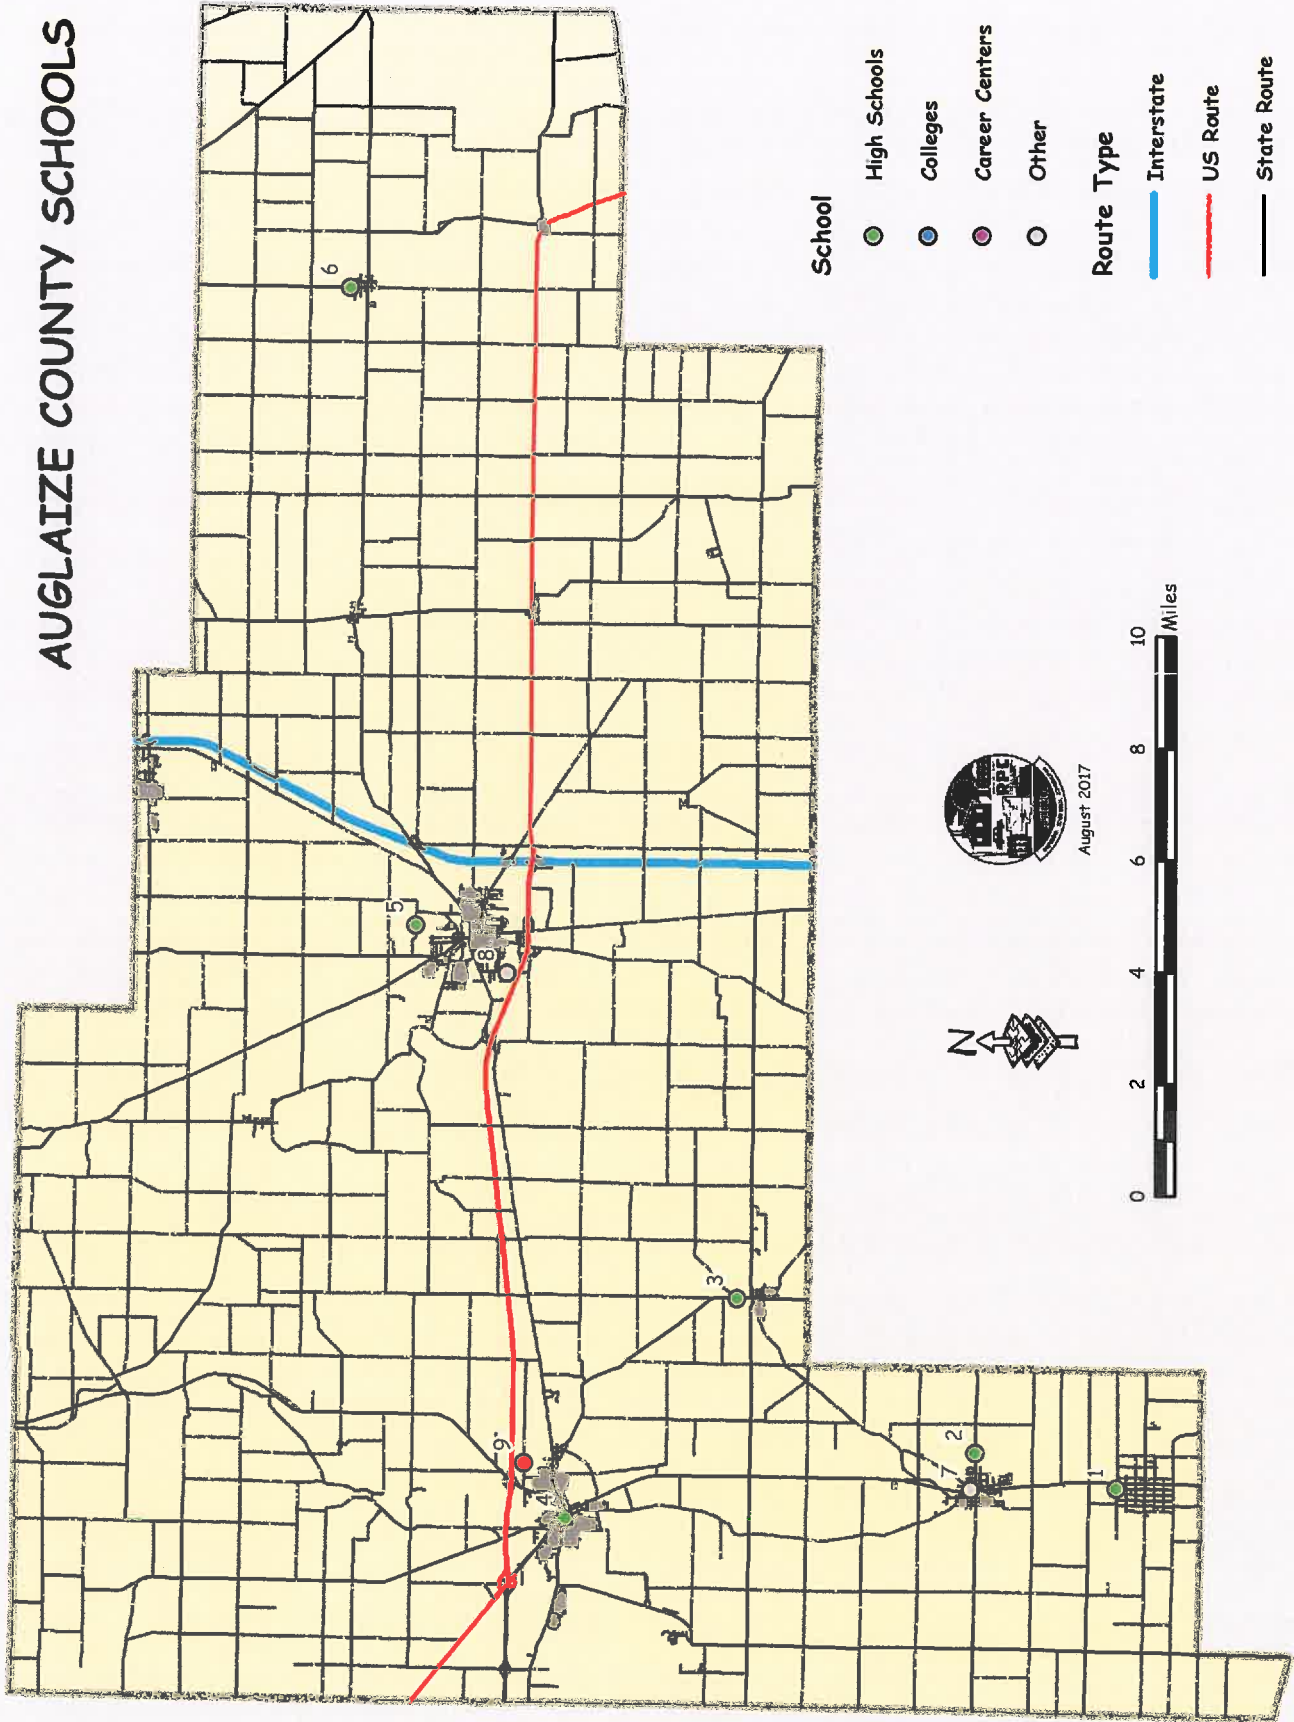 AUGLAIZE COUNTY SCHOOLS
6
5
8
3
9
4
2
7
1
School
High Schools
Colleges
Career Centers
Other
Route Type
Interstate
US Route
State Route
N
RPC
August 2017
0 2 4 6 8 10
Miles